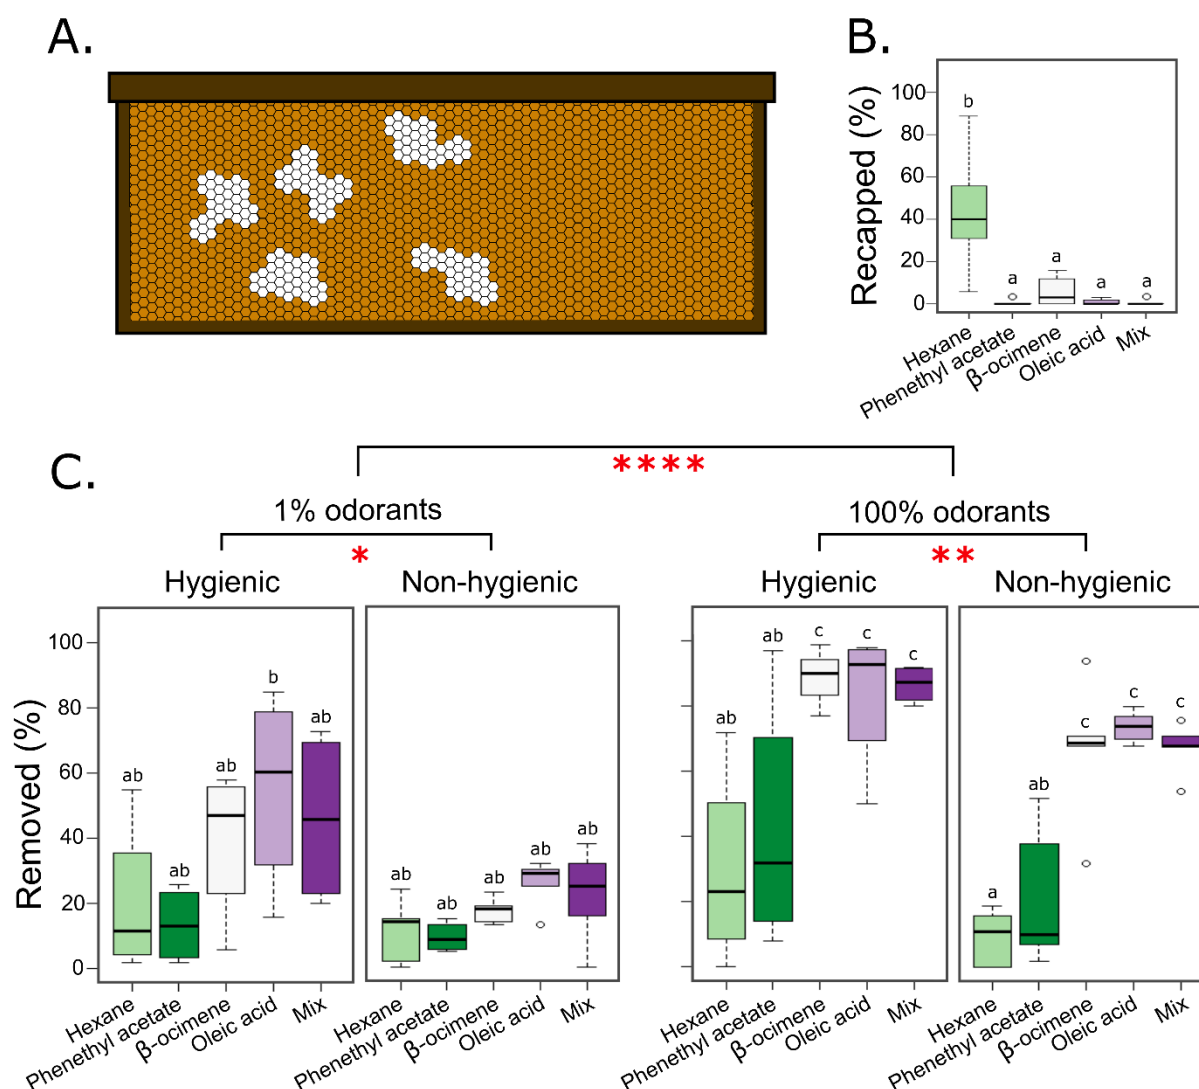 A.
B.
Recapped (%)
100
80
60
40
20
0
b
a
a
a
a
Hexane
Phenethyl acetate
β-ocimene
Oleic acid
Mix
C.
****
1% odorants
100% odorants
*
**
Hygienic
Non-hygienic
Hygienic
Non-hygienic
Removed (%)
100
80
60
40
20
0
ab
ab
ab
b
ab
ab
ab
ab
ab
ab
ab
ab
c
c
c
a
ab
c
c
c
Hexane
Phenethyl acetate
β-ocimene
Oleic acid
Mix
Hexane
Phenethyl acetate
β-ocimene
Oleic acid
Mix
Hexane
Phenethyl acetate
β-ocimene
Oleic acid
Mix
Hexane
Phenethyl acetate
β-ocimene
Oleic acid
Mix